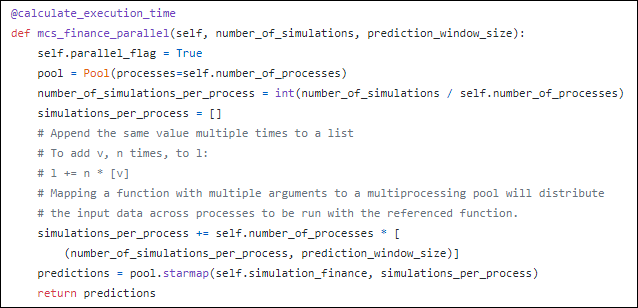 @calculate_execution_time
def mcs_finance_parallel(self, number_of_simulations, prediction_window_size):
    self.parallel_flag = True
    pool = Pool(processes=self.number_of_processes)
    number_of_simulations_per_process = int(number_of_simulations / self.number_of_processes)
    simulations_per_process = []
    # Append the same value multiple times to a list
    # To add v, n times, to l:
    # l += n * [v]
    # Mapping a function with multiple arguments to a multiprocessing pool will distribute
    # the input data across processes to be run with the referenced function.
    simulations_per_process += self.number_of_processes * [
        (number_of_simulations_per_process, prediction_window_size)]
    predictions = pool.starmap(self.simulation_finance, simulations_per_process)
    return predictions